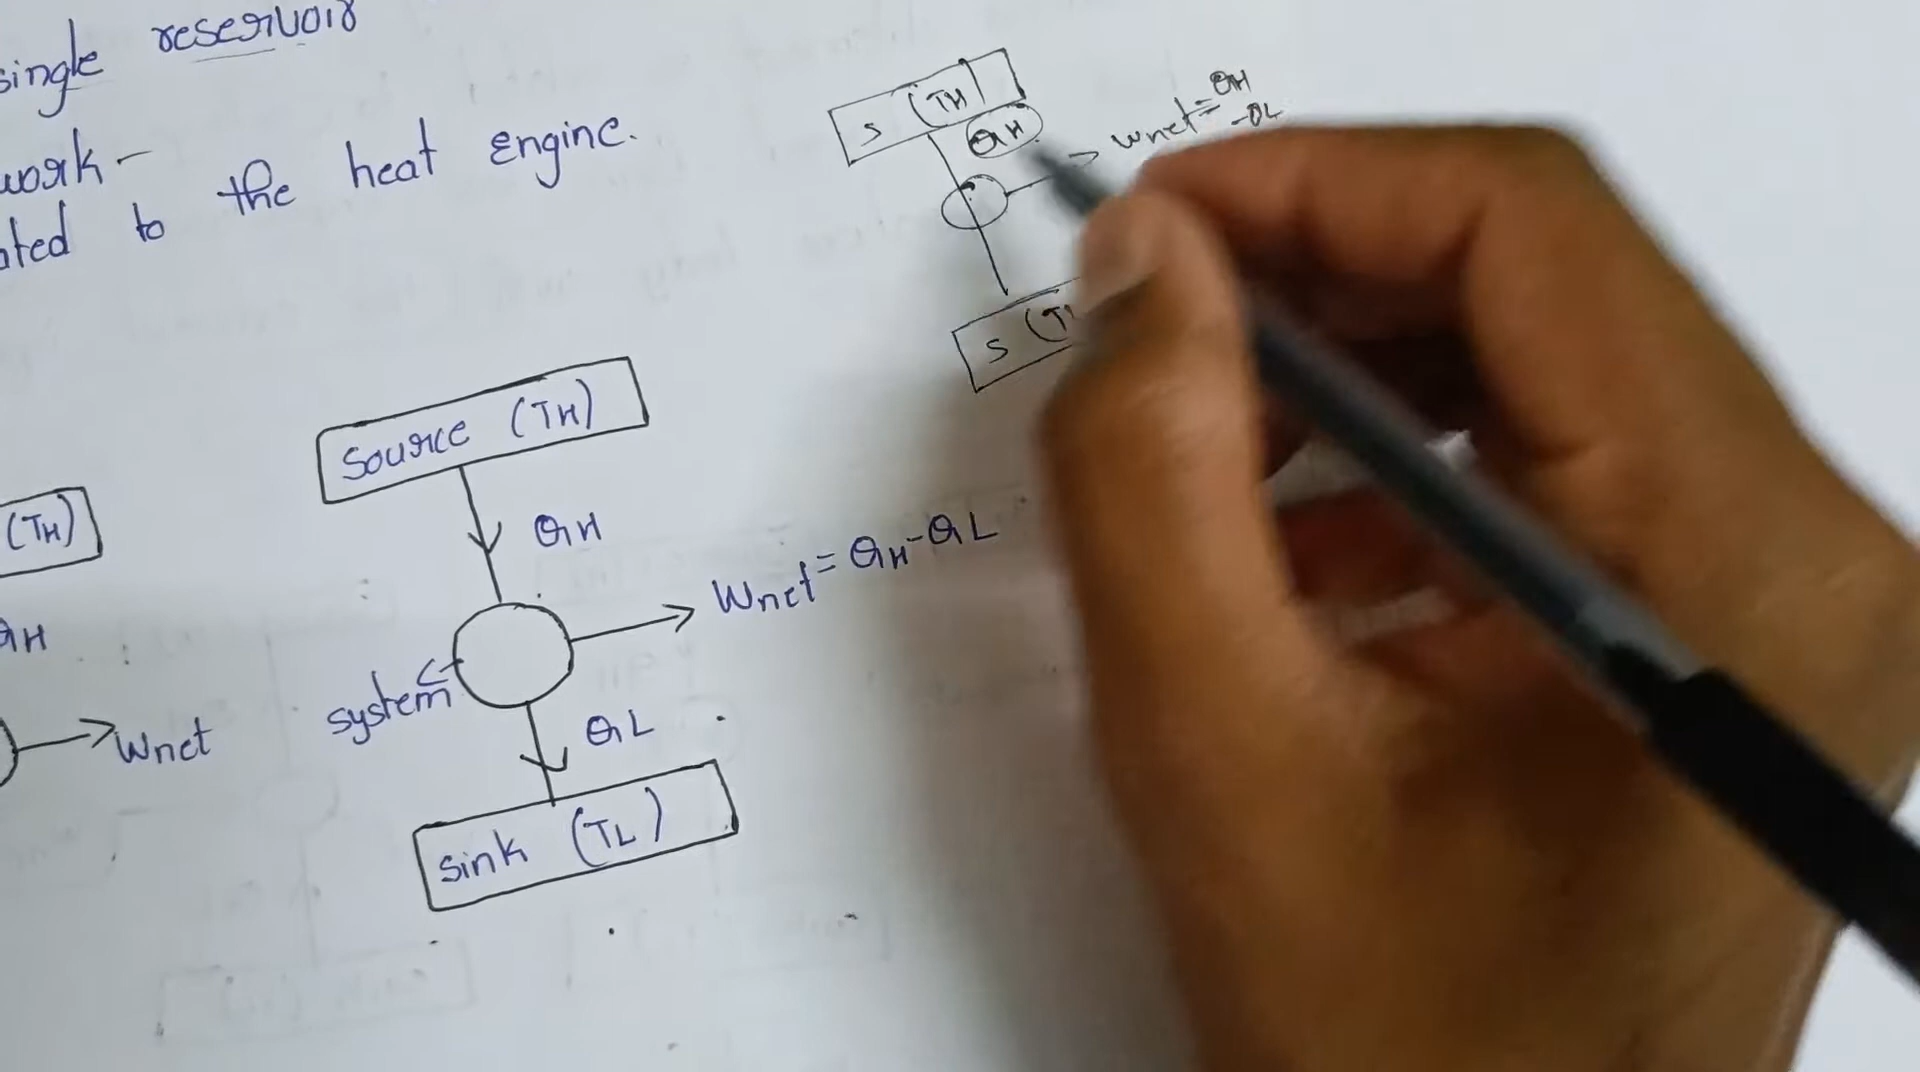 single reservoir
work -
to the heat engine.
S (TH)
QH
Wnet = QH
-QL
S (TL
Source (TH)
QH
Wnet = QH - QL
system
QL
Sink (TL)
(TH)
QH
Wnet